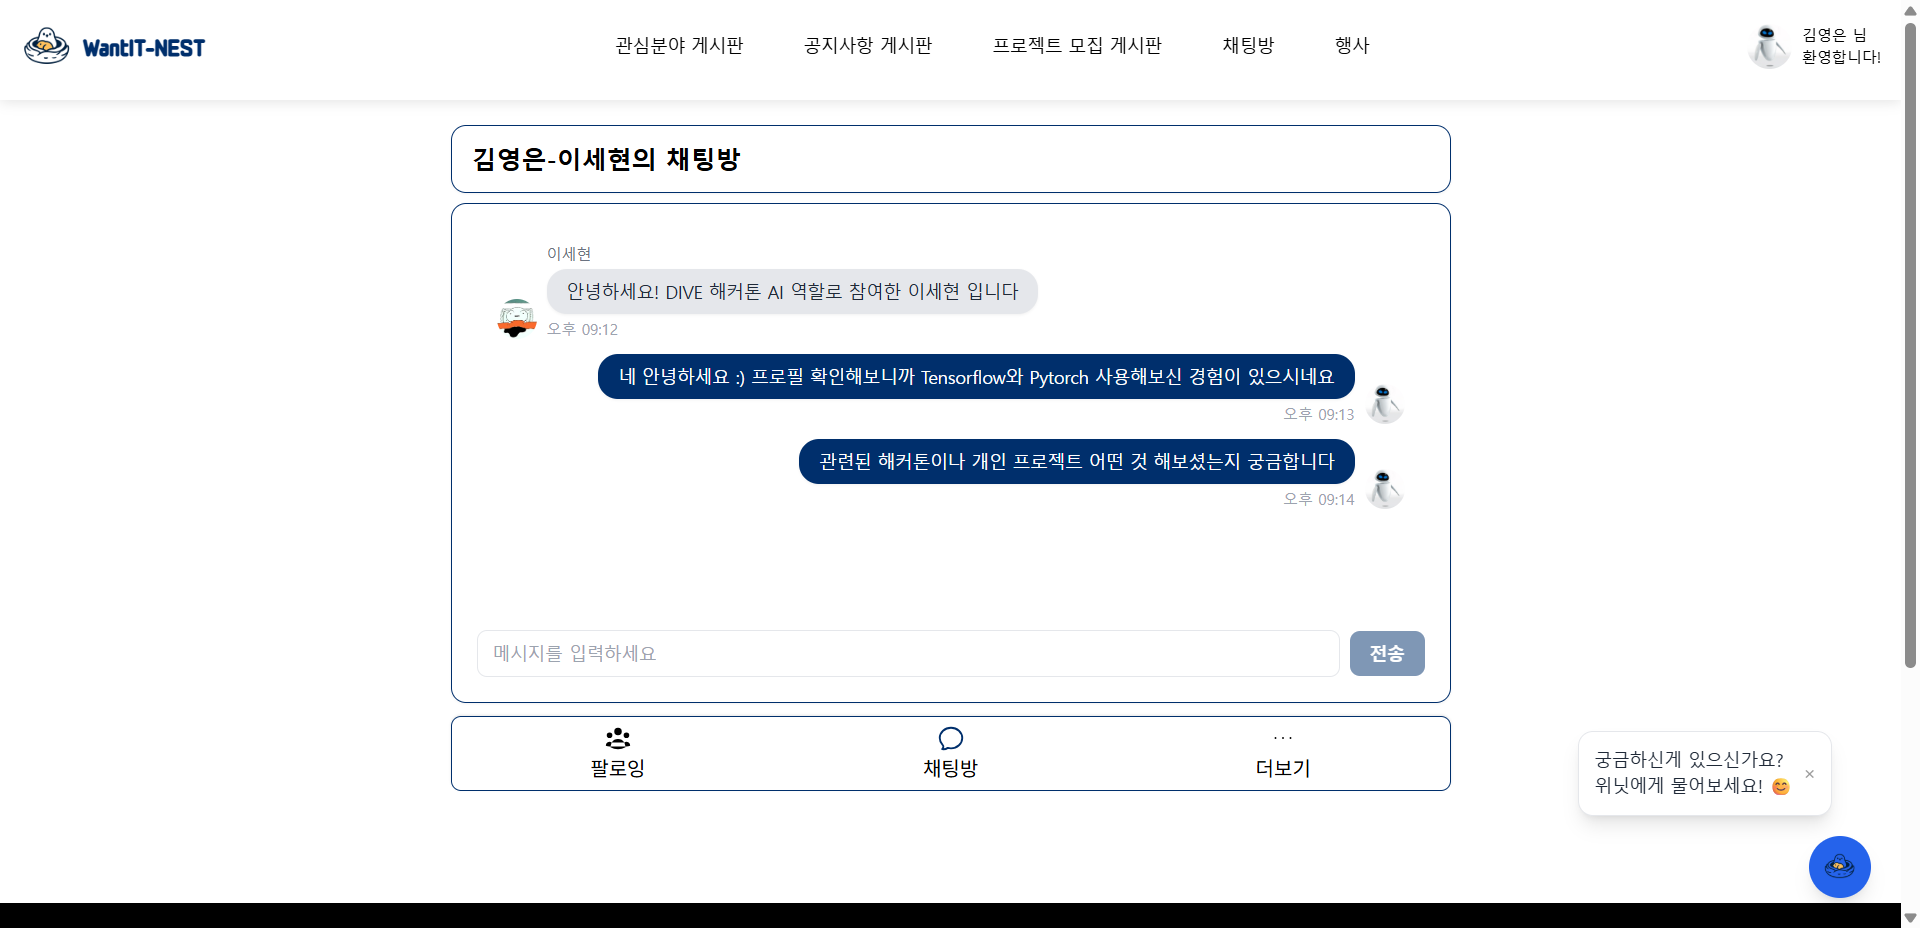 WantIT-NEST
관심분야 게시판
공지사항 게시판
프로젝트 모집 게시판
채팅방
행사
김영은 님
환영합니다!
김영은-이세현의 채팅방
이세현
안녕하세요! DIVE 해커톤 AI 역할로 참여한 이세현 입니다
오후 09:12
네 안녕하세요 :) 프로필 확인해보니까 Tensorflow와 Pytorch 사용해보신 경험이 있으시네요
오후 09:13
관련된 해커톤이나 개인 프로젝트 어떤 것 해보셨는지 궁금합니다
오후 09:14
메시지를 입력하세요
전송
팔로잉
채팅방
더보기
궁금하신게 있으신가요?
위닛에게 물어보세요! 😊